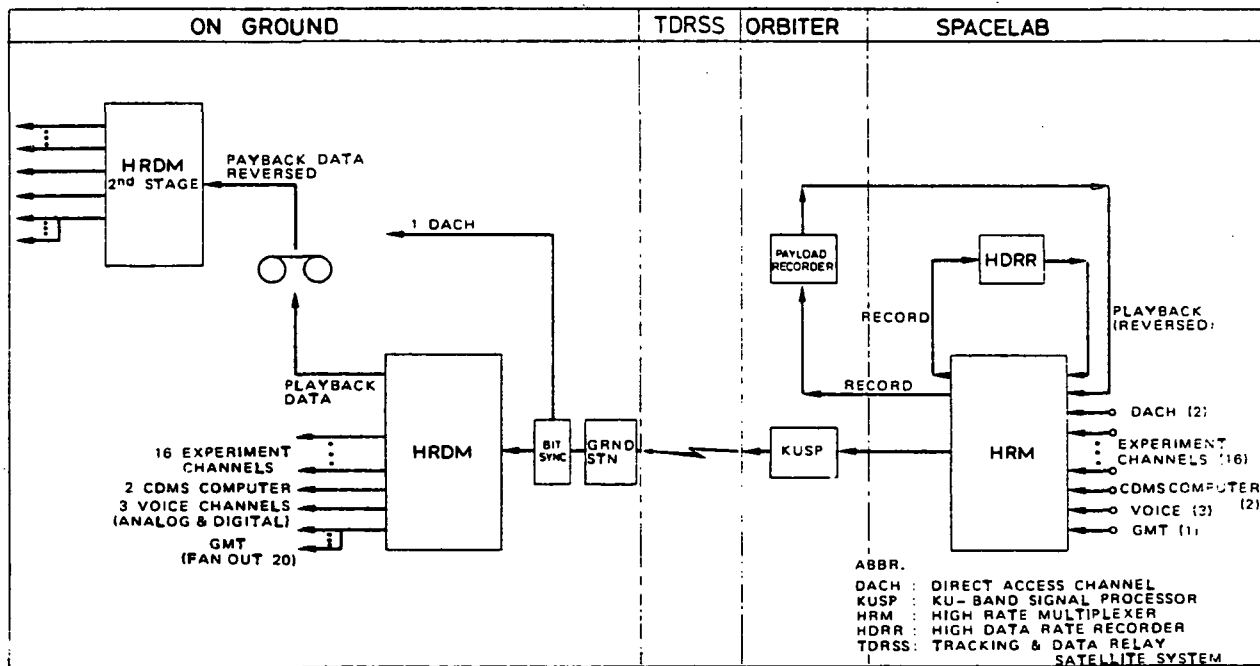 ON GROUND
TDRSS
ORBITER
SPACELAB
HRDM
2nd STAGE
PAYBACK DATA
REVERSED
1 DACH
PAYLOAD
RECORDER
HDRR
RECORD
PLAYBACK
(REVERSED)
PLAYBACK
DATA
RECORD
HRDM
BIT
SYNC
GRND
STN
KUSP
HRM
16 EXPERIMENT
CHANNELS
2 CDMS COMPUTER
3 VOICE CHANNELS
(ANALOG & DIGITAL)
GMT
(FAN OUT 20)
DACH (2)
EXPERIMENT
CHANNELS (16)
CDMS COMPUTER
(2)
VOICE (3)
GMT (1)
ABBR.
DACH : DIRECT ACCESS CHANNEL
KUSP : KU-BAND SIGNAL PROCESSOR
HRM : HIGH RATE MULTIPLEXER
HDRR : HIGH DATA RATE RECORDER
TDRSS: TRACKING & DATA RELAY
SATELLITE SYSTEM